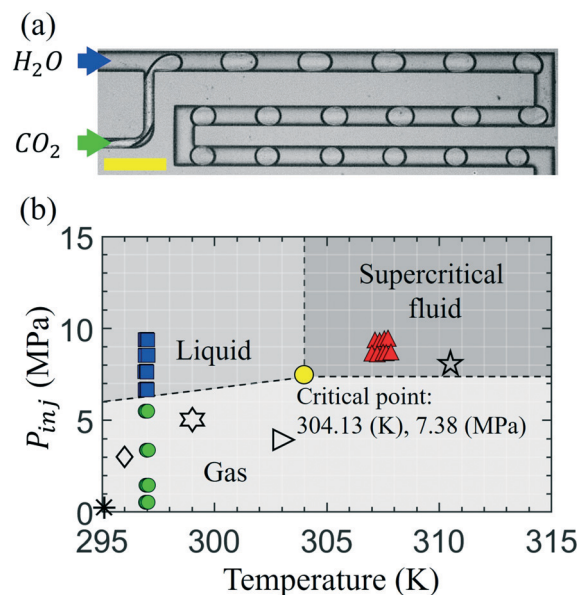 (a)
H₂O
CO₂
(b)
15
10
5
0
P_inj (MPa)
Liquid
Supercritical
fluid
Critical point:
304.13 (K), 7.38 (MPa)
Gas
295 300 305 310 315
Temperature (K)